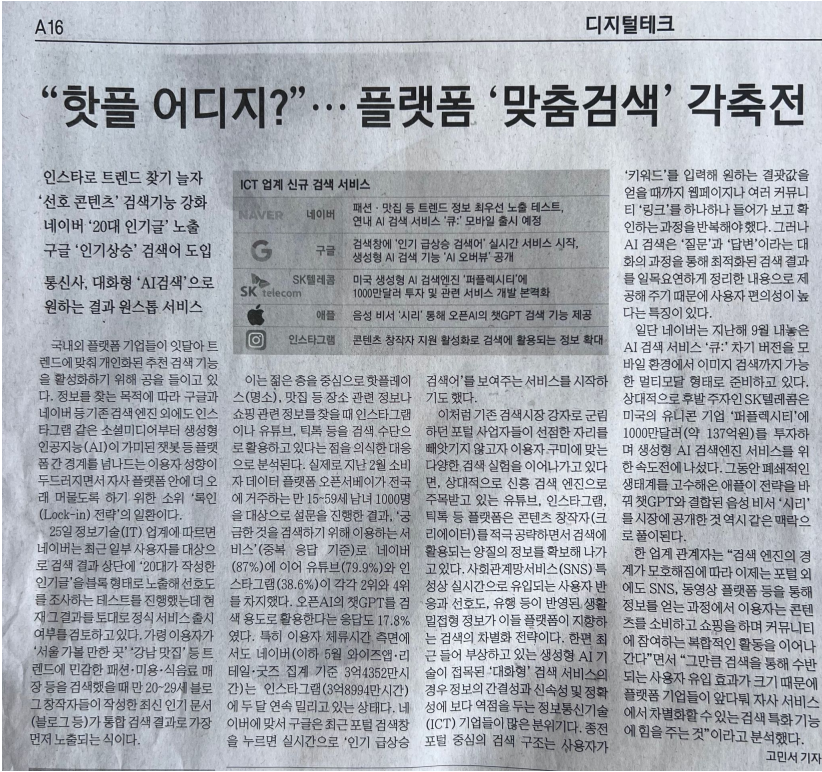 A16
디지털테크
“핫플 어디지?”… 플랫폼 ‘맞춤검색’ 각축전
인스타로 트렌드 찾기 늘자
‘선호 콘텐츠’ 검색기능 강화
네이버 ‘20대 인기글’ 노출
구글 ‘인기상승’ 검색어 도입
통신사, 대화형 ‘AI검색’으로
원하는 결과 원스톱 서비스
국내외 플랫폼 기업들이 잇달아 트
렌드에 맞춰 개인화된 추천 검색 기능
을 활성화하기 위해 공을 들이고 있
다. 정보를 찾는 목적에 따라 구글과
네이버 등 기존 검색 엔진 외에도 인스
타그램 같은 소셜미디어부터 생성형
인공지능(AI)이 가미된 챗봇 등 플랫
폼 간 경계를 넘나드는 이용자 성향이
두드러지면서 자사 플랫폼 안에 더 오
래 머물도록 하기 위한 소위 ‘록인
(Lock-in) 전략’의 일환이다.
25일 정보기술(IT) 업계에 따르면
네이버는 최근 일부 사용자를 대상으
로 검색 결과 상단에 ‘20대가 작성한
인기글’을 블록 형태로 노출해 선호도
를 조사하는 테스트를 진행했는데 현
재 그 결과를 토대로 정식 서비스 출시
여부를 검토하고 있다. 가령 이용자가
‘서울 가볼 만한 곳’ ‘강남 맛집’ 등 트
렌드에 민감한 패션·미용·식음료 매
장 등을 검색했을 때 만 20~29세 블로
그 창작자들이 작성한 최신 인기 문서
(블로그 등)가 통합 검색 결과로 가장
먼저 노출되는 식이다.
ICT 업계 신규 검색 서비스
NAVER 네이버 패션·맛집 등 트렌드 정보 최우선 노출 테스트,
연내 AI 검색 서비스 ‘큐:’ 모바일 출시 예정
G 구글 검색창에 ‘인기 급상승 검색어’ 실시간 서비스 시작,
생성형 AI 검색 기능 ‘AI 오버뷰’ 공개
SK telecom SK텔레콤 미국 생성형 AI 검색엔진 ‘퍼플렉시티’에
1000만달러 투자 및 관련 서비스 개발 본격화
애플 음성 비서 ‘시리’ 통해 오픈AI의 챗GPT 검색 기능 제공
인스타그램 콘텐츠 창작자 지원 활성화로 검색에 활용되는 정보 확대
이는 젊은 층을 중심으로 핫플레이
스(명소), 맛집 등 장소 관련 정보나
쇼핑 관련 정보를 찾을 때 인스타그램
이나 유튜브, 틱톡 등을 검색 수단으
로 활용하고 있다는 점을 의식한 대응
으로 분석된다. 실제로 지난 2월 소비
자 데이터 플랫폼 오픈서베이가 전국
에 거주하는 만 15~59세 남녀 1000명
을 대상으로 설문을 진행한 결과, ‘궁
금한 것을 검색하기 위해 이용하는 서
비스’(중복 응답 기준)로 네이버
(87%)에 이어 유튜브(79.9%)와 인
스타그램(38.6%)이 각각 2위와 4위
를 차지했다. 오픈AI의 챗GPT를 검
색 용도로 활용한다는 응답도 17.8%
였다. 특히 이용자 체류시간 측면에
서도 네이버(이하 5월 와이즈앱·리
테일·굿즈 집계 기준 3억4352만시
간)는 인스타그램(3억8994만시간)
에 두 달 연속 밀리고 있는 상태다. 네
이버에 맞서 구글은 최근 포털 검색창
을 누르면 실시간으로 ‘인기 급상승
검색어’를 보여주는 서비스를 시작하
기도 했다.
이처럼 기존 검색시장 강자로 군림
하던 포털 사업자들이 선점한 자리를
빼앗기지 않고자 이용자 구미에 맞는
다양한 검색 실험을 이어나가고 있다
면, 상대적으로 신흥 검색 엔진으로
주목받고 있는 유튜브, 인스타그램,
틱톡 등 플랫폼은 콘텐츠 창작자(크
리에이터)를 적극 공략하면서 검색에
활용되는 양질의 정보를 확보해 나가
고 있다. 사회관계망서비스(SNS) 특
성상 실시간으로 유입되는 사용자 반
응과 선호도, 유행 등이 반영된 생활
밀접형 정보가 이들 플랫폼이 지향하
는 검색의 차별화 전략이다. 한편 최
근 들어 부상하고 있는 생성형 AI 기
술이 접목된 ‘대화형’ 검색 서비스의
경우 정보의 간결성과 신속성 및 정확
성에 보다 역점을 두는 정보통신기술
(ICT) 기업들이 많은 분위기다. 종전
포털 중심의 검색 구조는 사용자가
‘키워드’를 입력해 원하는 결괏값을
얻을 때까지 웹페이지나 여러 커뮤니
티 ‘링크’를 하나하나 들어가 보고 확
인하는 과정을 반복해야했다. 그러나
AI 검색은 ‘질문’과 ‘답변’이라는 대
화의 과정을 통해 최적화된 검색 결과
를 일목요연하게 정리한 내용으로 제
공해 주기 때문에 사용자 편의성이 높
다는 특징이 있다.
일단 네이버는 지난해 9월 내놓은
AI 검색 서비스 ‘큐:’ 차기 버전을 모
바일 환경에서 이미지 검색까지 가능
한 멀티모달 형태로 준비하고 있다.
상대적으로 후발 주자인 SK텔레콤은
미국의 유니콘 기업 ‘퍼플렉시티’에
1000만달러(약 137억원)를 투자하
며 생성형 AI 검색엔진 서비스를 위
한 속도전에 나섰다. 그동안 폐쇄적인
생태계를 고수해온 애플이 전략을 바
꿔 챗GPT와 결합된 음성 비서 ‘시리’
를 시장에 공개한 것 역시 같은 맥락으
로 풀이된다.
한 업계 관계자는 “검색 엔진의 경
계가 모호해짐에 따라 이제는 포털 외
에도 SNS, 동영상 플랫폼 등을 통해
정보를 얻는 과정에서 이용자는 콘텐
츠를 소비하고 쇼핑을 하며 커뮤니티
에 참여하는 복합적인 활동을 이어나
간다”면서 “그만큼 검색을 통해 수반
되는 사용자 유입 효과가 크기 때문에
플랫폼 기업들이 앞다퉈 자사 서비스
에서 차별화할 수 있는 검색 특화 기능
에 힘을 주는 것”이라고 분석했다.
고민서 기자